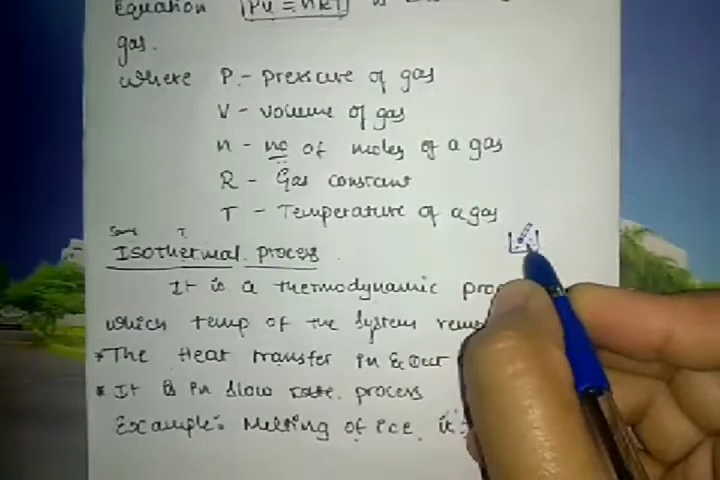 Equation PV = nRT is
gas.
where P - pressure of gas
V - volume of gas
n - no of moles of a gas
R - Gas constant
T - Temperature of a gas
Same T
Isothermal process
It is a thermodynamic
which temp of the system
* The Heat transfer in & out
* It is in slow rate process
Example:- Melting of ice